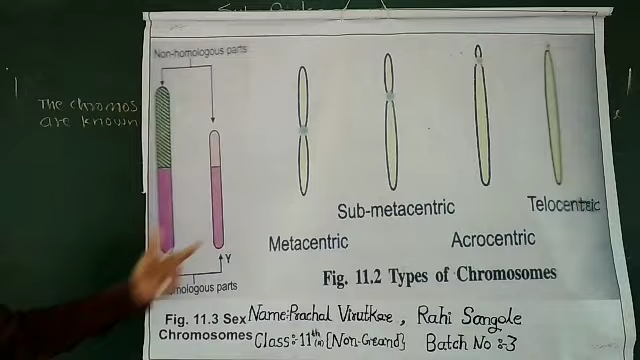 Non-homologous parts
The chromos
are known
Sub-metacentric
Telocentric
Metacentric
Acrocentric
Y
Fig. 11.2 Types of Chromosomes
omologous parts
Fig. 11.3 Sex
Chromosomes
Name:- Prachal Virutkar, Rahi Sangole
Class:- 11th (A) {Non-Grand} Batch No :- 3